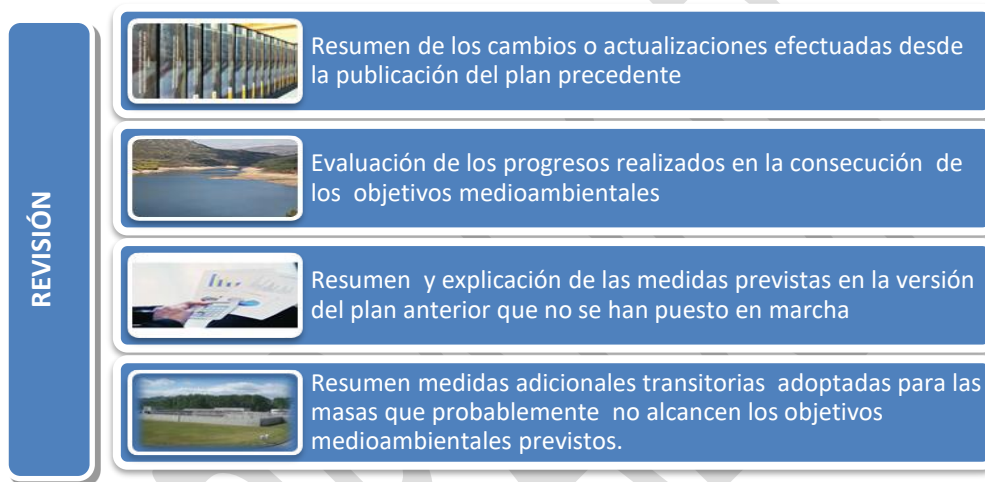 REVISIÓN
Resumen de los cambios o actualizaciones efectuadas desde
la publicación del plan precedente
Evaluación de los progresos realizados en la consecución de
los objetivos medioambientales
Resumen y explicación de las medidas previstas en la versión
del plan anterior que no se han puesto en marcha
Resumen medidas adicionales transitorias adoptadas para las
masas que probablemente no alcancen los objetivos
medioambientales previstos.